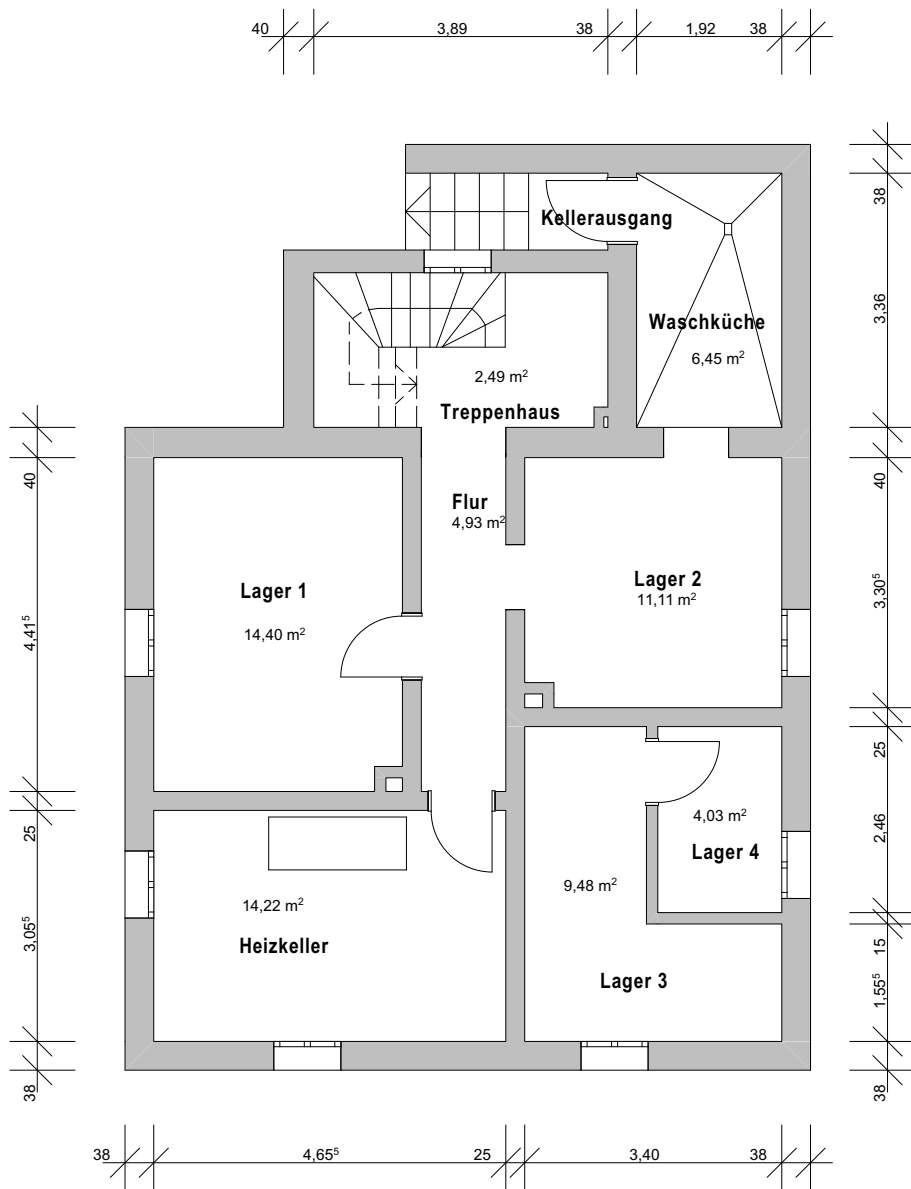 40 3,89 38 1,92 38
38
Kellerausgang
3,36
Waschküche
6,45 m²
2,49 m²
Treppenhaus
40
40
Flur
4,93 m²
Lager 1
14,40 m²
Lager 2
11,11 m²
4,41⁵
3,30⁵
25
25
4,03 m²
Lager 4
2,46
9,48 m²
14,22 m²
Heizkeller
3,05⁵
15
Lager 3
1,55⁵
38
38
38 4,65⁵ 25 3,40 38